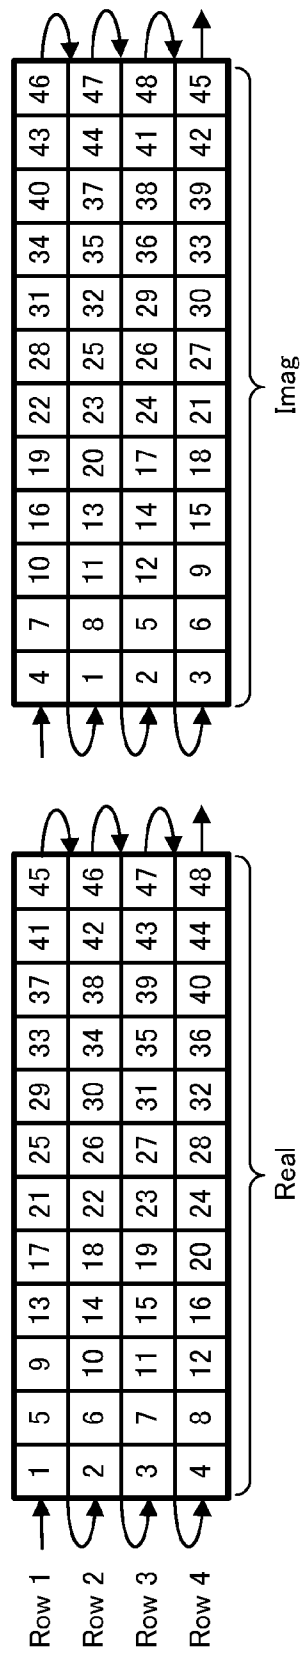 Row 1 1 5 9 13 17 21 25 29 33 37 41 45
Row 2 2 6 10 14 18 22 26 30 34 38 42 46
Row 3 3 7 11 15 19 23 27 31 35 39 43 47
Row 4 4 8 12 16 20 24 28 32 36 40 44 48
Real
4 7 10 16 19 22 28 31 34 40 43 46
1 8 11 13 20 23 25 32 35 37 44 47
2 5 12 14 17 24 26 29 36 38 41 48
3 6 9 15 18 21 27 30 33 39 42 45
Imag